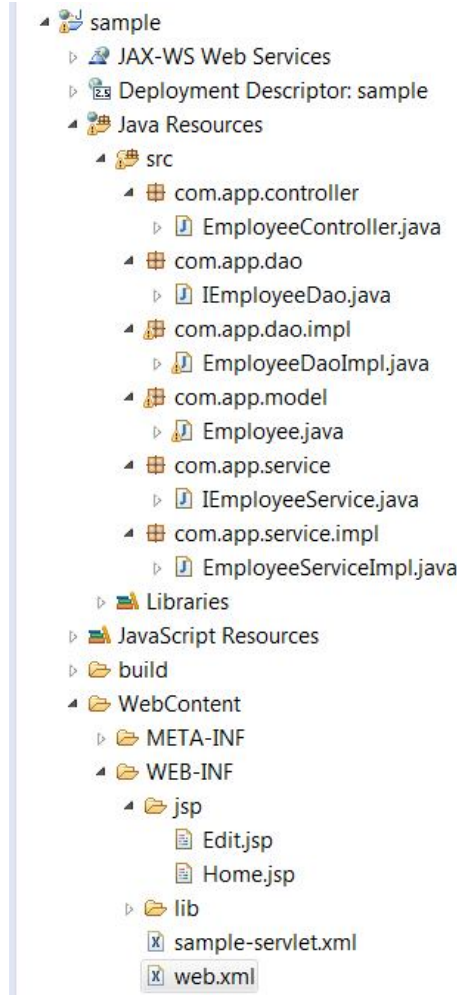 sample
JAX-WS Web Services
2.5 Deployment Descriptor: sample
Java Resources
src
com.app.controller
J EmployeeController.java
com.app.dao
J IEmployeeDao.java
com.app.dao.impl
J EmployeeDaoImpl.java
com.app.model
J Employee.java
com.app.service
J IEmployeeService.java
com.app.service.impl
J EmployeeServiceImpl.java
Libraries
JavaScript Resources
build
WebContent
META-INF
WEB-INF
jsp
Edit.jsp
Home.jsp
lib
X sample-servlet.xml
X web.xml